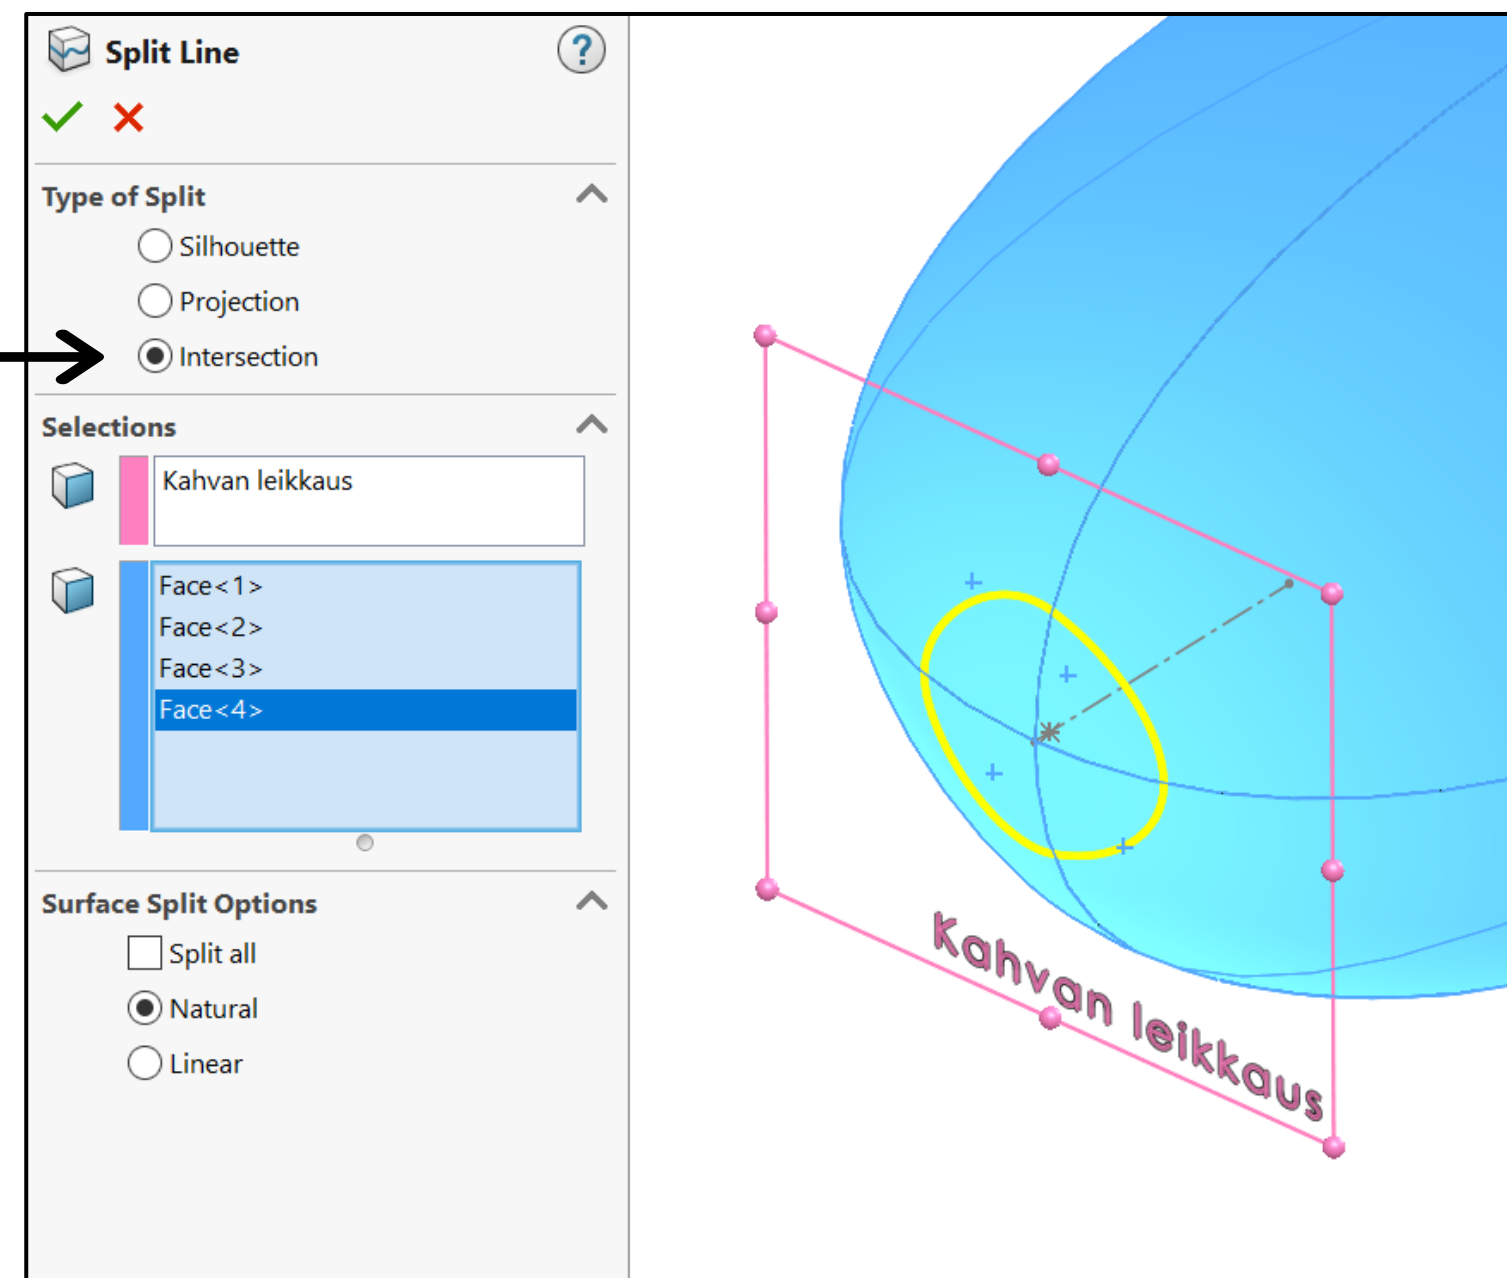 Split Line
?
Type of Split
Silhouette
Projection
Intersection
Selections
Kahvan leikkaus
Face<1>
Face<2>
Face<3>
Face<4>
Surface Split Options
Split all
Natural
Linear
Kahvan leikkaus